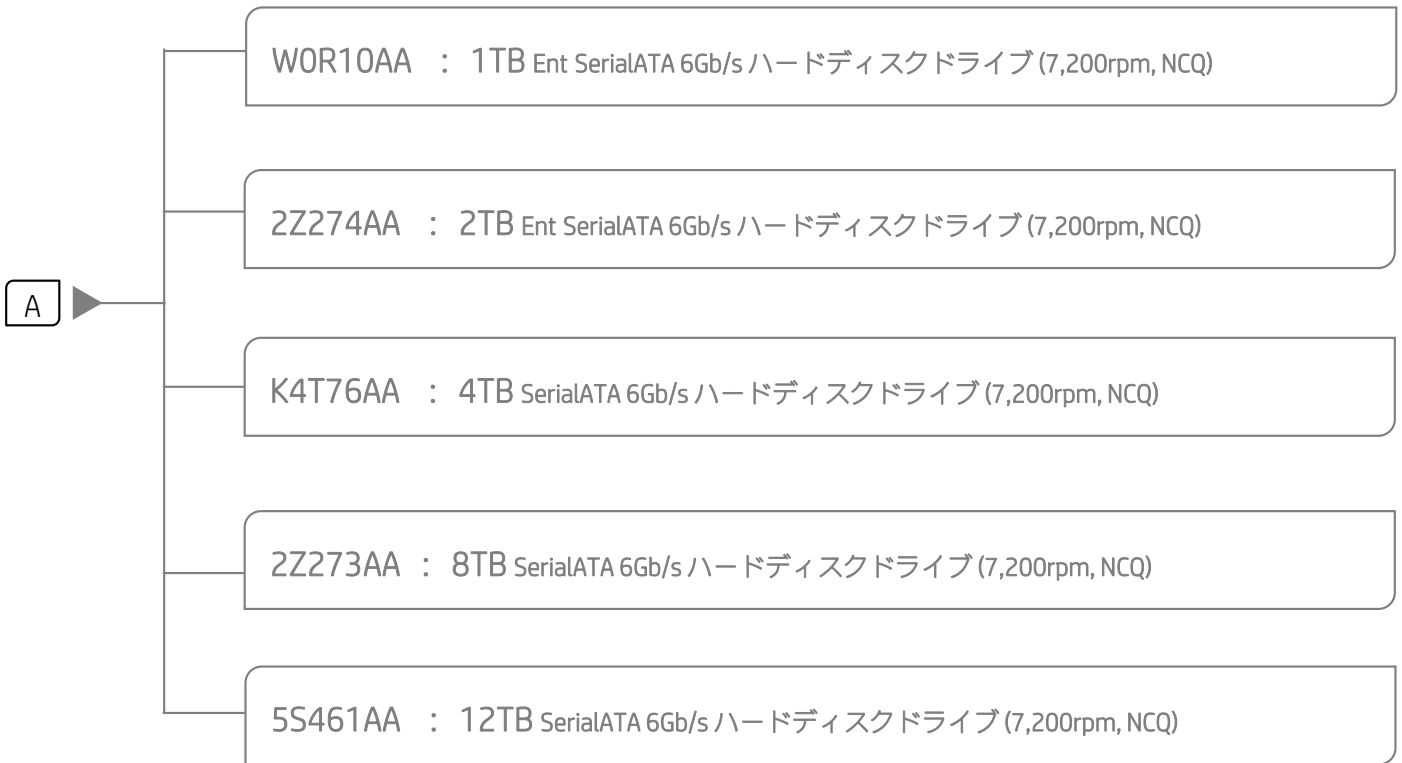 W0R10AA : 1TB Ent SerialATA 6Gb/s ハードディスクドライブ (7,200rpm, NCQ)
2Z274AA : 2TB Ent SerialATA 6Gb/s ハードディスクドライブ (7,200rpm, NCQ)
A
K4T76AA : 4TB SerialATA 6Gb/s ハードディスクドライブ (7,200rpm, NCQ)
2Z273AA : 8TB SerialATA 6Gb/s ハードディスクドライブ (7,200rpm, NCQ)
5S461AA : 12TB SerialATA 6Gb/s ハードディスクドライブ (7,200rpm, NCQ)